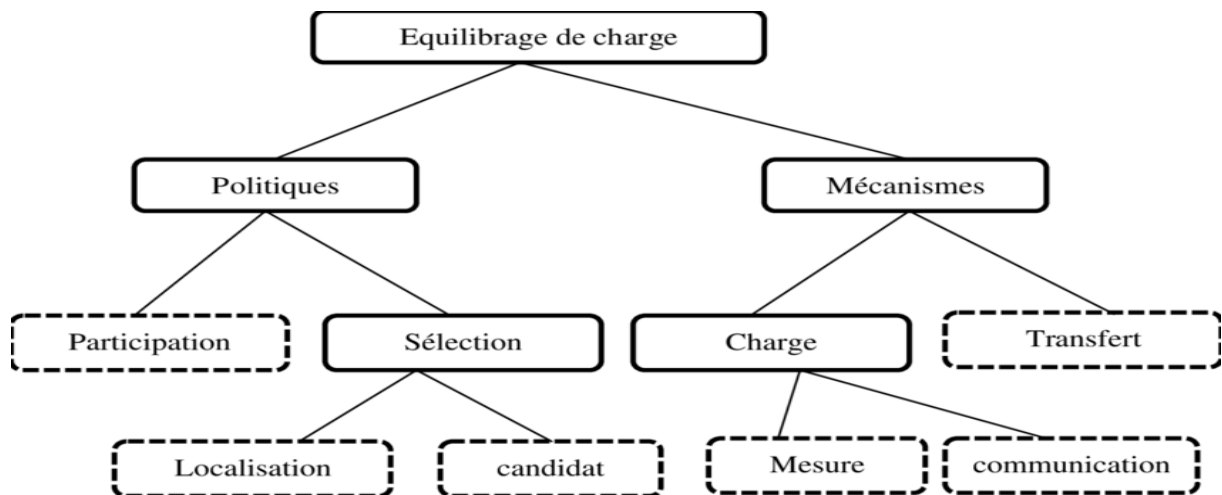 Equilibrage de charge
Politiques
Mécanismes
Participation
Sélection
Charge
Transfert
Localisation
candidat
Mesure
communication